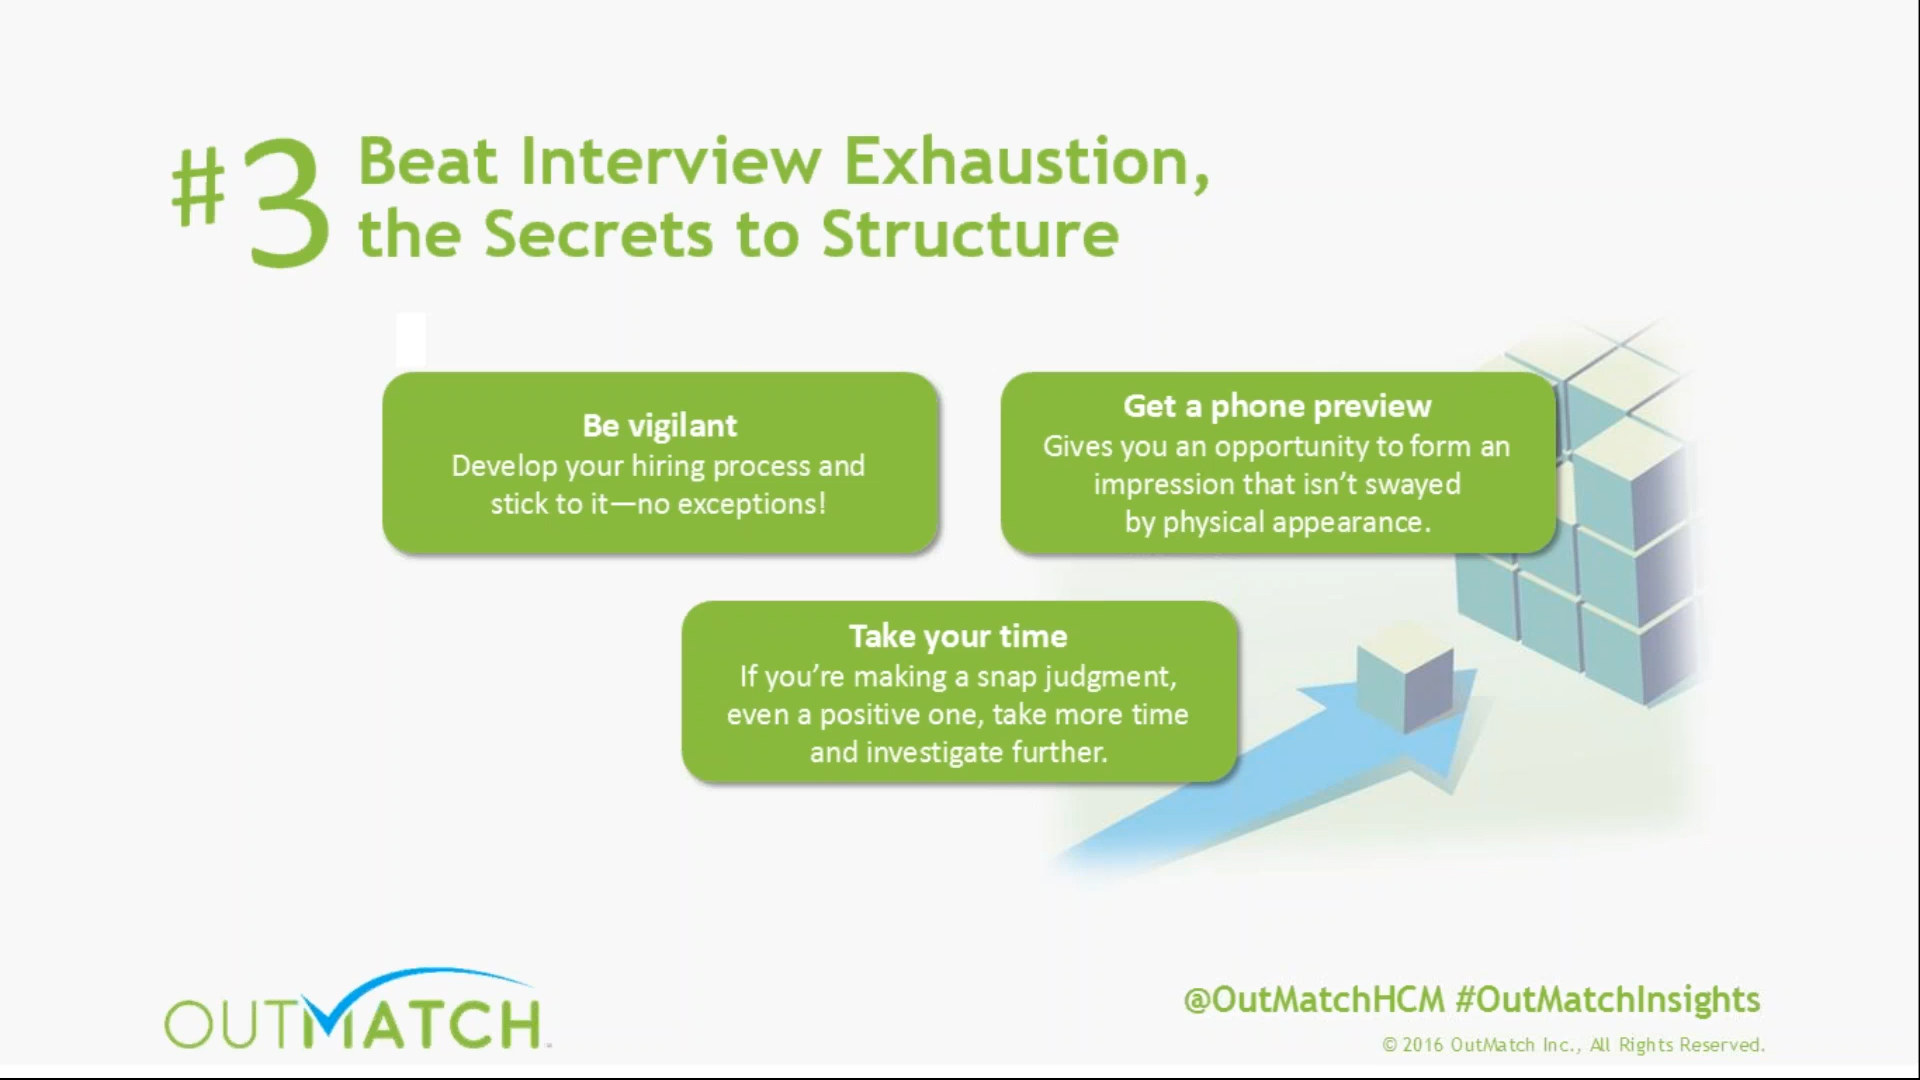 #3 Beat Interview Exhaustion,
the Secrets to Structure
Be vigilant
Develop your hiring process and
stick to it—no exceptions!
Get a phone preview
Gives you an opportunity to form an
impression that isn’t swayed
by physical appearance.
Take your time
If you’re making a snap judgment,
even a positive one, take more time
and investigate further.
OUTMATCH
@OutMatchHCM #OutMatchInsights
© 2016 OutMatch Inc., All Rights Reserved.